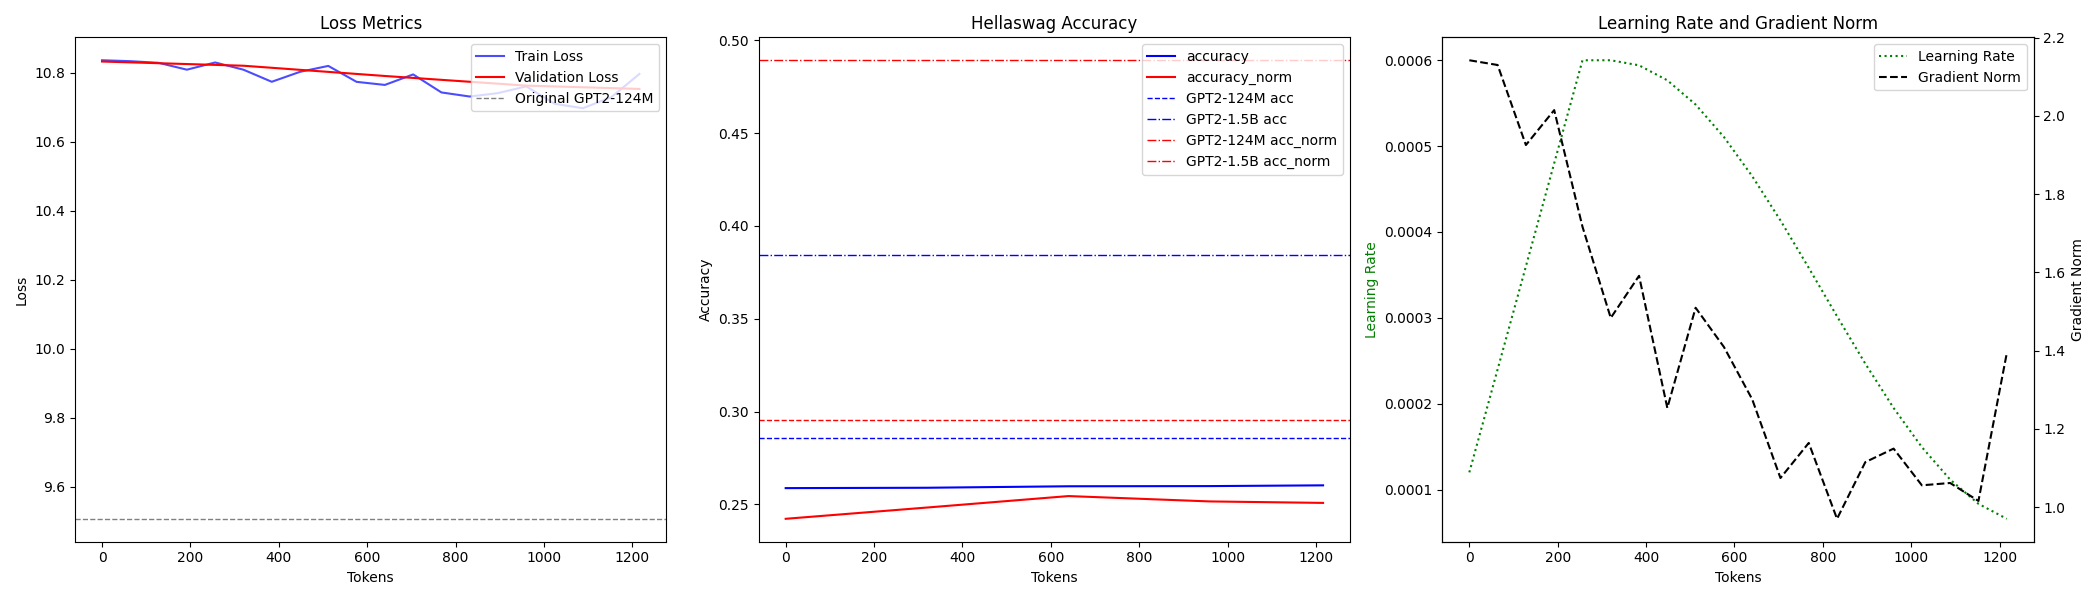 Loss Metrics
Train Loss
Validation Loss
Original GPT2-124M
10.8
10.6
10.4
10.2
10.0
9.8
9.6
Loss
0
200
400
600
800
1000
1200
Tokens
Hellaswag Accuracy
accuracy
accuracy_norm
GPT2-124M acc
GPT2-1.5B acc
GPT2-124M acc_norm
GPT2-1.5B acc_norm
0.50
0.45
0.40
0.35
0.30
0.25
Accuracy
0
200
400
600
800
1000
1200
Tokens
Learning Rate and Gradient Norm
Learning Rate
Gradient Norm
0.0006
0.0005
0.0004
0.0003
0.0002
0.0001
Learning Rate
2.2
2.0
1.8
1.6
1.4
1.2
1.0
Gradient Norm
0
200
400
600
800
1000
1200
Tokens